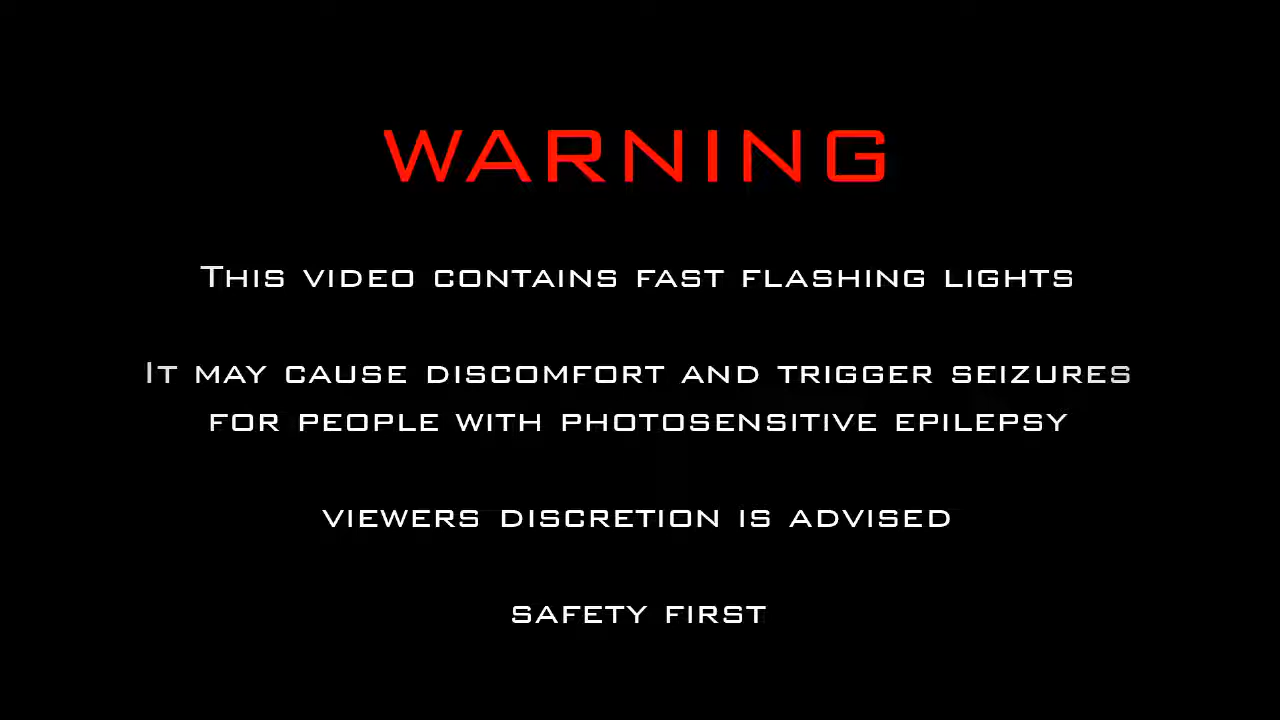 WARNING
This video contains fast flashing lights
It may cause discomfort and trigger seizures
for people with photosensitive epilepsy
viewers discretion is advised
safety first